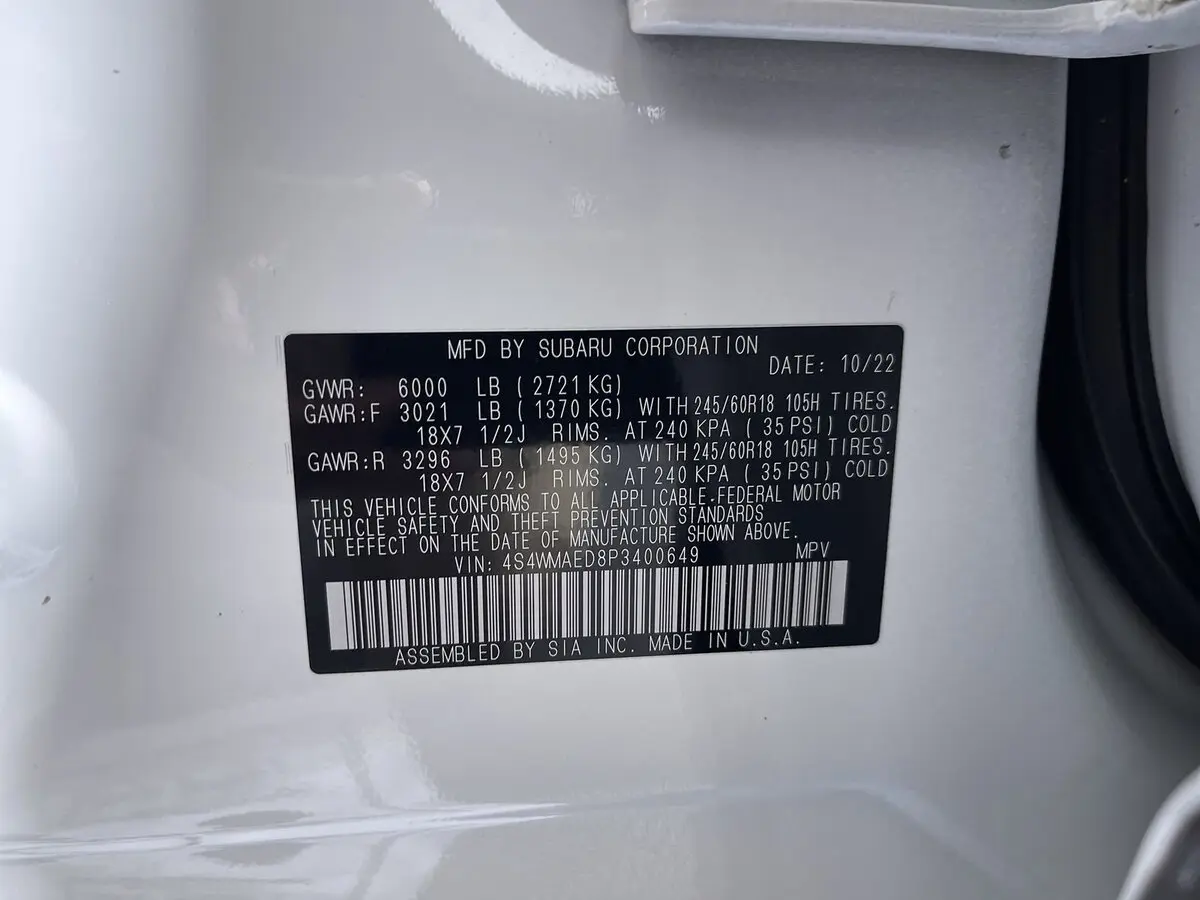 MFD BY SUBARU CORPORATION
DATE: 10/22
GVWR: 6000 LB ( 2721 KG)
GAWR:F 3021 LB ( 1370 KG) WITH 245/60R18 105H TIRES.
18X7 1/2J RIMS. AT 240 KPA ( 35 PSI) COLD
GAWR:R 3296 LB ( 1495 KG) WITH 245/60R18 105H TIRES.
18X7 1/2J RIMS. AT 240 KPA ( 35 PSI) COLD
THIS VEHICLE CONFORMS TO ALL APPLICABLE.FEDERAL MOTOR
VEHICLE SAFETY AND THEFT PREVENTION STANDARDS
IN EFFECT ON THE DATE OF MANUFACTURE SHOWN ABOVE.
VIN: 4S4WMAED8P3400649 MPV
ASSEMBLED BY SIA INC. MADE IN U.S.A.